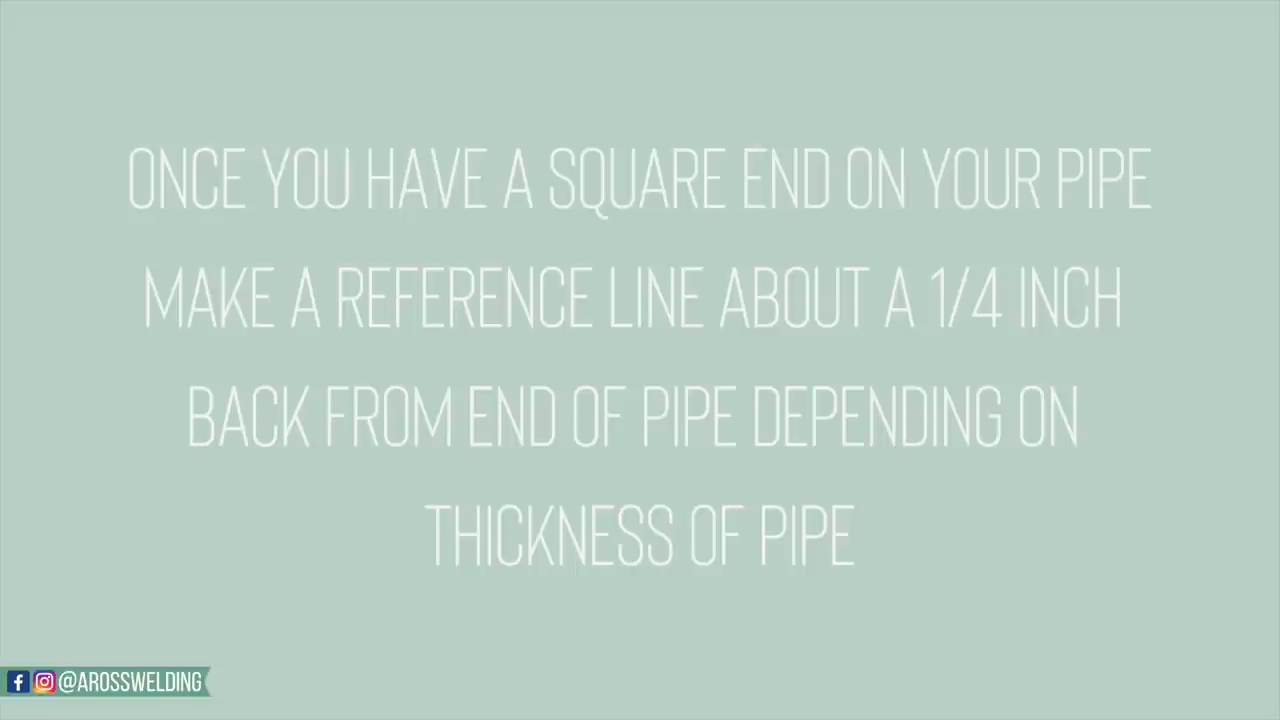 ONCE YOU HAVE A SQUARE END ON YOUR PIPE
MAKE A REFERENCE LINE ABOUT A 1/4 INCH
BACK FROM END OF PIPE DEPENDING ON
THICKNESS OF PIPE
@AROSSWELDING